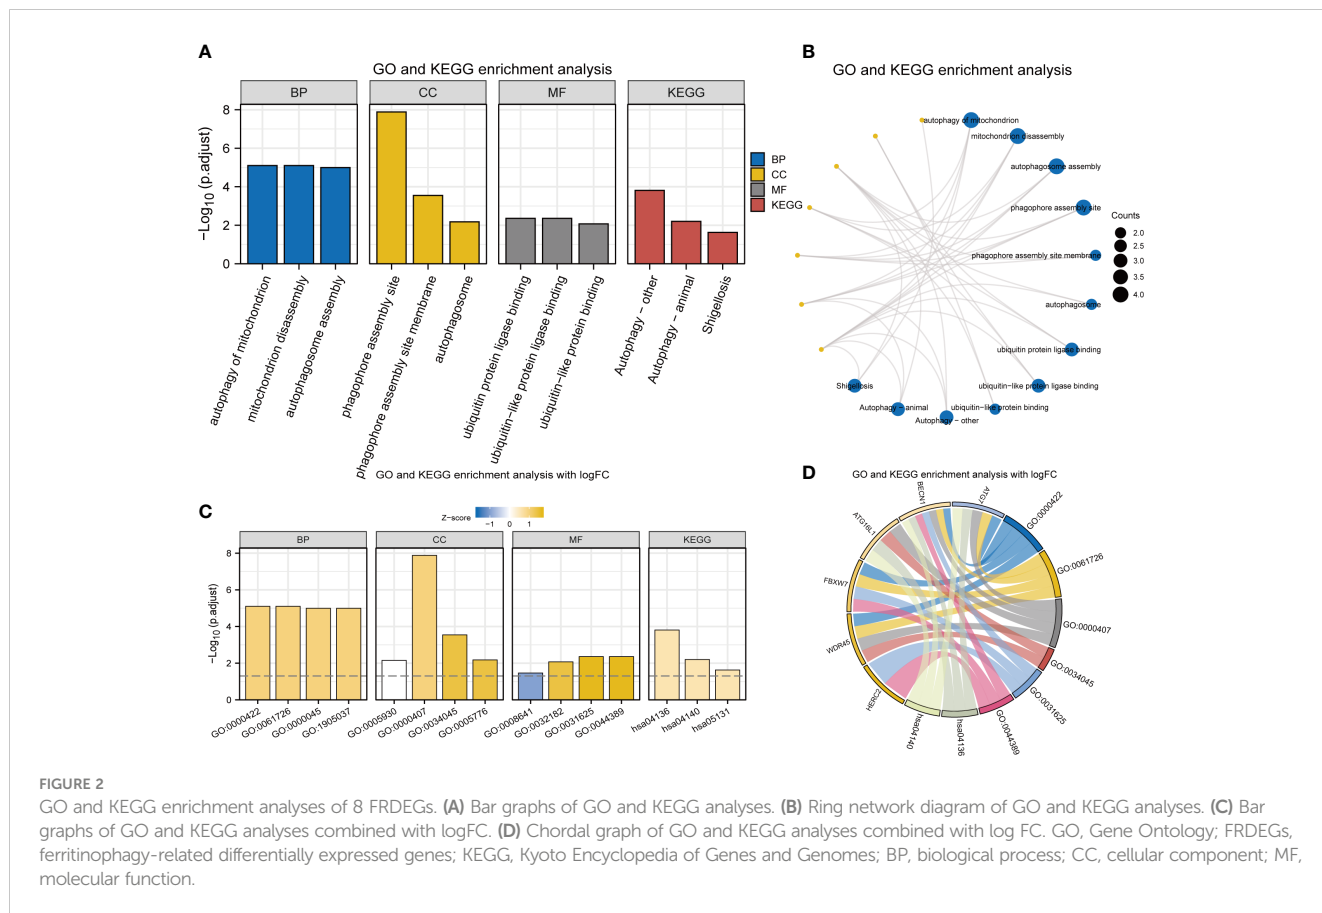 A
GO and KEGG enrichment analysis
BP
CC
MF
KEGG
−Log10 (p.adjust)
8
6
4
2
0
autophagy of mitochondrion
mitochondrion disassembly
autophagosome assembly
phagophore assembly site
phagophore assembly site membrane
autophagosome
ubiquitin protein ligase binding
ubiquitin−like protein ligase binding
ubiquitin−like protein binding
Autophagy − other
Autophagy − animal
Shigellosis
BP
CC
MF
KEGG
B
GO and KEGG enrichment analysis
autophagy of mitochondrion
mitochondrion disassembly
autophagosome assembly
phagophore assembly site
phagophore assembly site membrane
autophagosome
ubiquitin protein ligase binding
ubiquitin−like protein ligase binding
ubiquitin−like protein binding
Autophagy − other
Autophagy − animal
Shigellosis
Counts
2.0
2.5
3.0
3.5
4.0
C
GO and KEGG enrichment analysis with logFC
Z−score
−1 0 1
BP
CC
MF
KEGG
−Log10 (p.adjust)
8
6
4
2
0
GO:0000422
GO:0061726
GO:0000045
GO:1905037
GO:0005930
GO:0000407
GO:0034045
GO:0005776
GO:0008641
GO:0032182
GO:0031625
GO:0044389
hsa04136
hsa04140
hsa05131
D
GO and KEGG enrichment analysis with logFC
ATG7
GO:0000422
GO:0061726
GO:0000407
GO:0034045
GO:0031625
GO:0044389
hsa04136
hsa04140
HERC2
WDR45
FBXW7
ATG16L1
BECN1
FIGURE 2
GO and KEGG enrichment analyses of 8 FRDEGs. (A) Bar graphs of GO and KEGG analyses. (B) Ring network diagram of GO and KEGG analyses. (C) Bar
graphs of GO and KEGG analyses combined with logFC. (D) Chordal graph of GO and KEGG analyses combined with log FC. GO, Gene Ontology; FRDEGs,
ferritinophagy-related differentially expressed genes; KEGG, Kyoto Encyclopedia of Genes and Genomes; BP, biological process; CC, cellular component; MF,
molecular function.